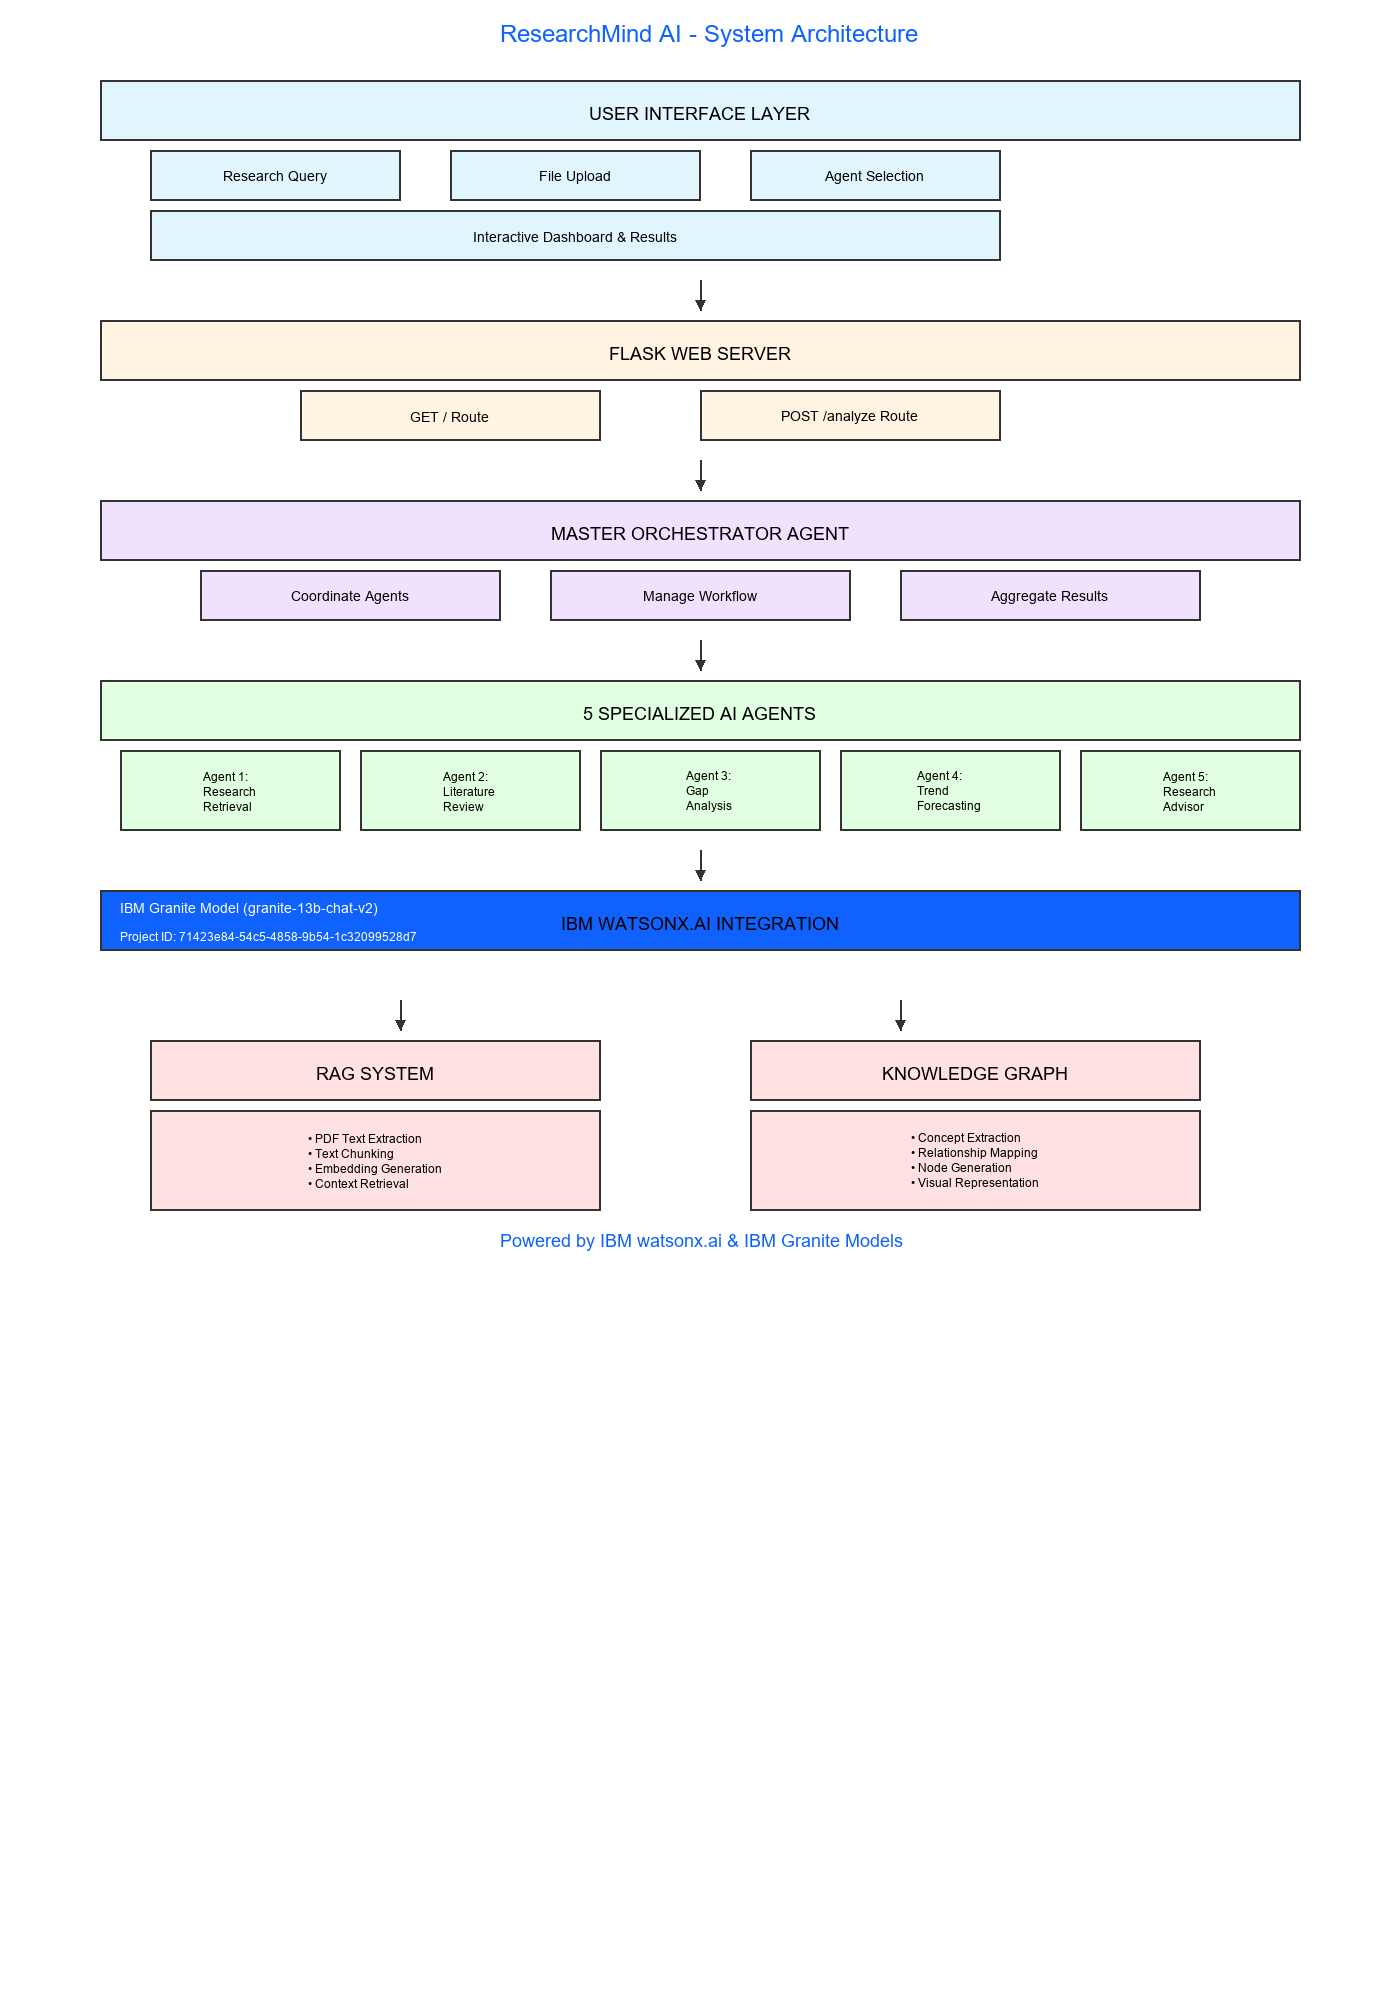 ResearchMind AI - System Architecture
USER INTERFACE LAYER
Research Query
File Upload
Agent Selection
Interactive Dashboard & Results
FLASK WEB SERVER
GET / Route
POST /analyze Route
MASTER ORCHESTRATOR AGENT
Coordinate Agents
Manage Workflow
Aggregate Results
5 SPECIALIZED AI AGENTS
Agent 1:
Research
Retrieval
Agent 2:
Literature
Review
Agent 3:
Gap
Analysis
Agent 4:
Trend
Forecasting
Agent 5:
Research
Advisor
IBM Granite Model (granite-13b-chat-v2)
IBM WATSONX.AI INTEGRATION
Project ID: 71423e84-54c5-4858-9b54-1c32099528d7
RAG SYSTEM
• PDF Text Extraction
• Text Chunking
• Embedding Generation
• Context Retrieval
KNOWLEDGE GRAPH
• Concept Extraction
• Relationship Mapping
• Node Generation
• Visual Representation
Powered by IBM watsonx.ai & IBM Granite Models